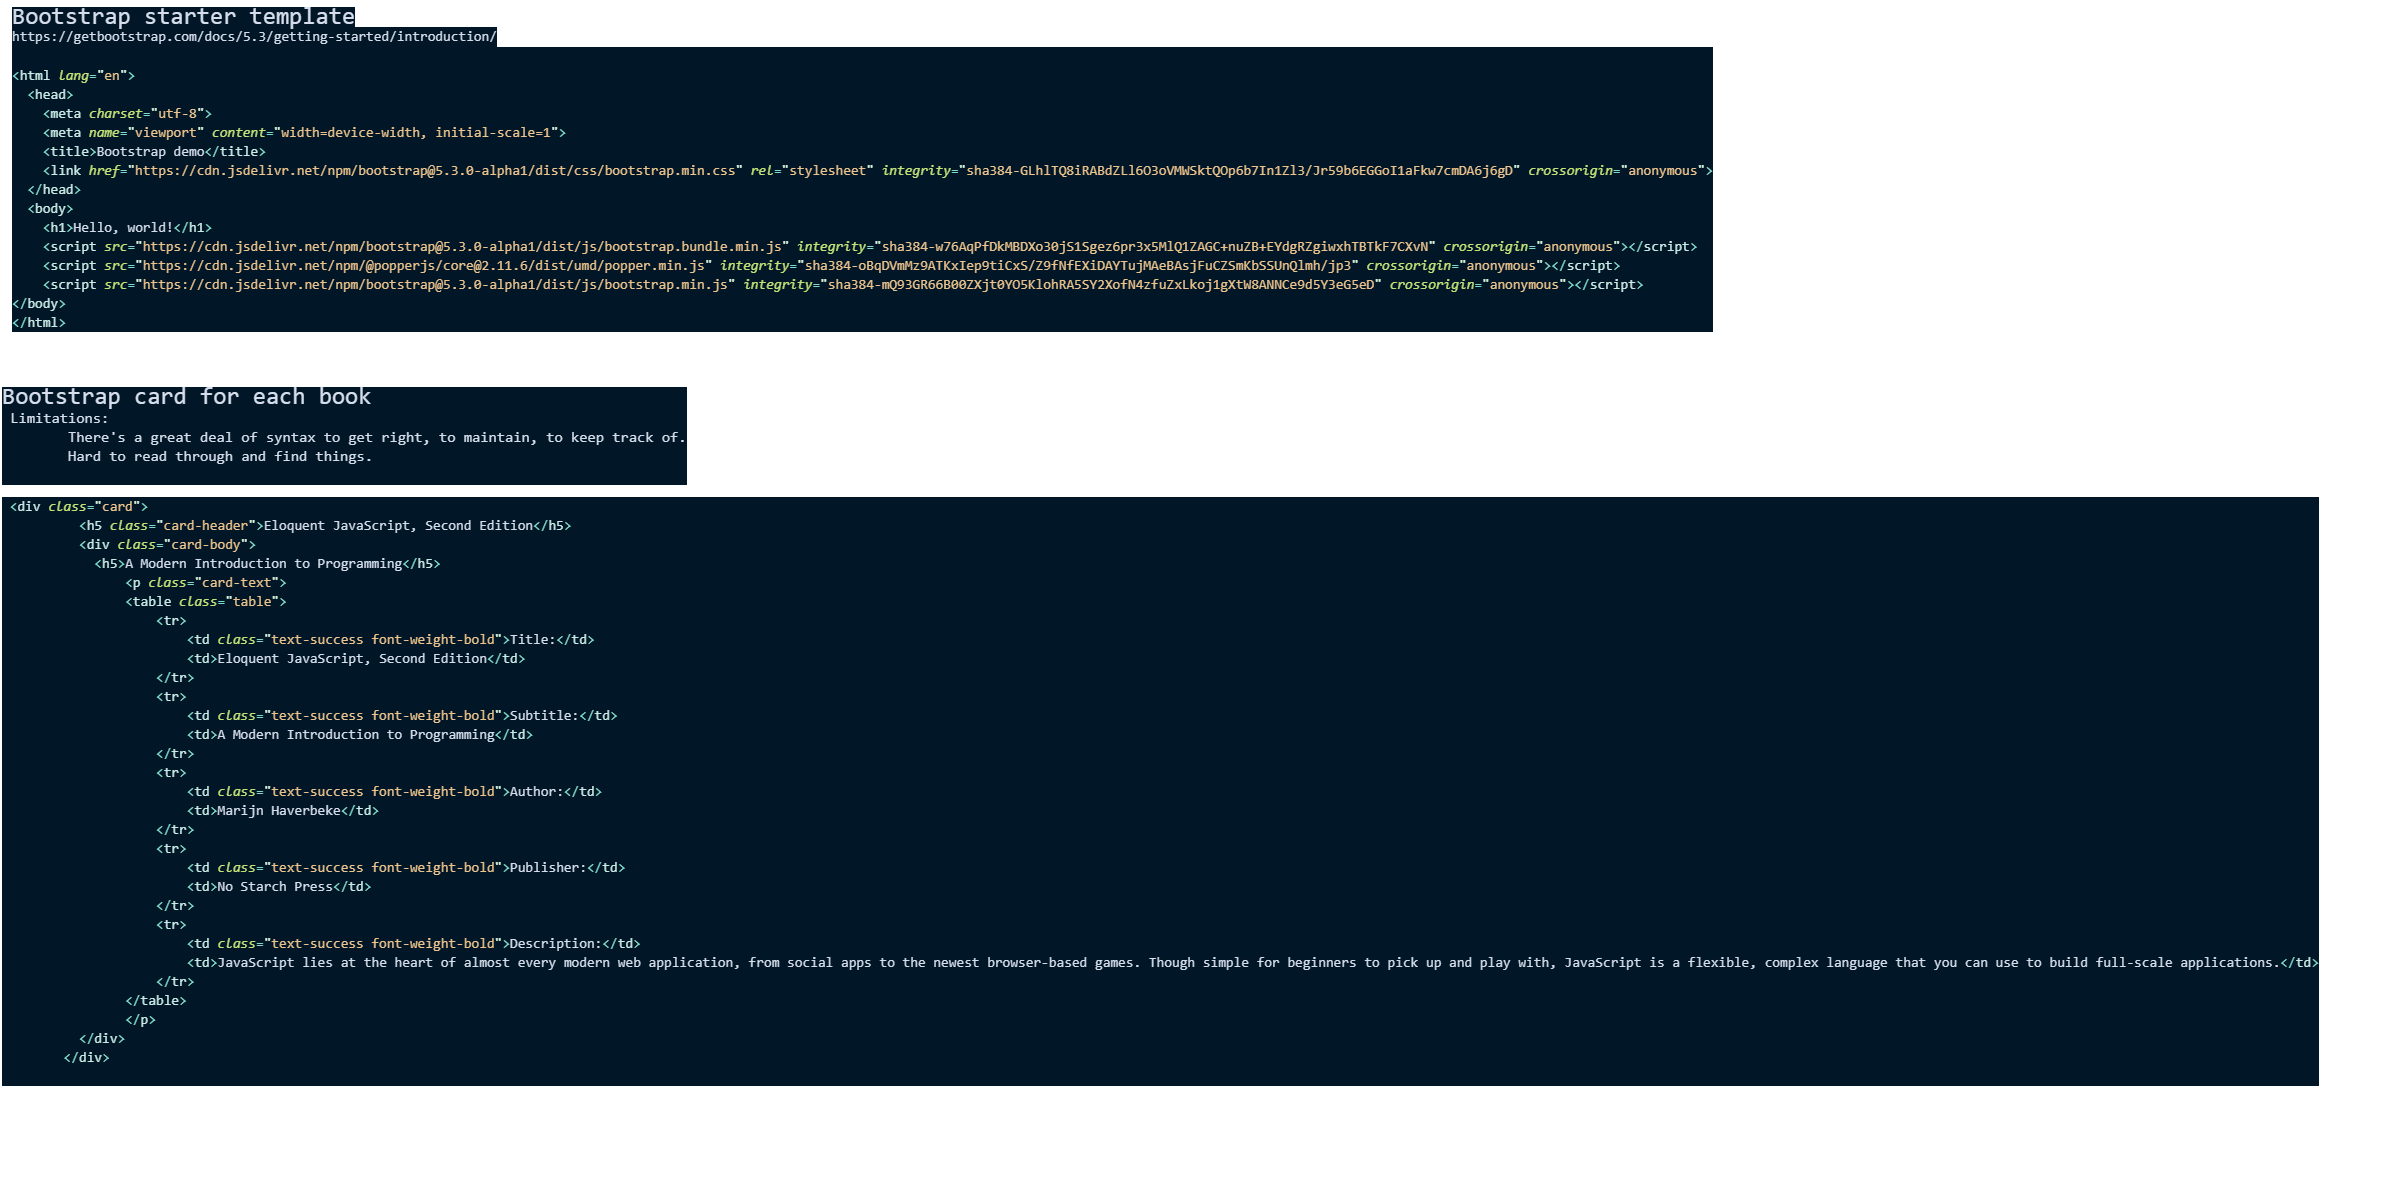 Bootstrap starter template
https://getbootstrap.com/docs/5.3/getting-started/introduction/
<html lang="en">
<head>
<meta charset="utf-8">
<meta name="viewport" content="width=device-width, initial-scale=1">
<title>Bootstrap demo</title>
<link href="https://cdn.jsdelivr.net/npm/bootstrap@5.3.0-alpha1/dist/css/bootstrap.min.css" rel="stylesheet" integrity="sha384-GLhlTQ8iRABdZLl6O3oVMWSktQOp6b7In1Zl3/Jr59b6EGGoI1aFkw7cmDA6j6gD" crossorigin="anonymous">
</head>
<body>
<h1>Hello, world!</h1>
<script src="https://cdn.jsdelivr.net/npm/bootstrap@5.3.0-alpha1/dist/js/bootstrap.bundle.min.js" integrity="sha384-w76AqPfDkMBDXo30jS1Sgez6pr3x5MlQ1ZAGC+nuZB+EYdgRZgiwxhTBTkF7CXvN" crossorigin="anonymous"></script>
<script src="https://cdn.jsdelivr.net/npm/@popperjs/core@2.11.6/dist/umd/popper.min.js" integrity="sha384-oBqDVmMz9ATKxIep9tiCxS/Z9fNfEXiDAYTujMAeBAsjFuCZSmKbSSUnQlmh/jp3" crossorigin="anonymous"></script>
<script src="https://cdn.jsdelivr.net/npm/bootstrap@5.3.0-alpha1/dist/js/bootstrap.min.js" integrity="sha384-mQ93GR66B00ZXjt0YO5KlohRA5SY2XofN4zfuZxLkoj1gXtW8ANNCe9d5Y3eG5eD" crossorigin="anonymous"></script>
</body>
</html>
Bootstrap card for each book
Limitations:
There's a great deal of syntax to get right, to maintain, to keep track of.
Hard to read through and find things.
<div class="card">
<h5 class="card-header">Eloquent JavaScript, Second Edition</h5>
<div class="card-body">
<h5>A Modern Introduction to Programming</h5>
<p class="card-text">
<table class="table">
<tr>
<td class="text-success font-weight-bold">Title:</td>
<td>Eloquent JavaScript, Second Edition</td>
</tr>
<tr>
<td class="text-success font-weight-bold">Subtitle:</td>
<td>A Modern Introduction to Programming</td>
</tr>
<tr>
<td class="text-success font-weight-bold">Author:</td>
<td>Marijn Haverbeke</td>
</tr>
<tr>
<td class="text-success font-weight-bold">Publisher:</td>
<td>No Starch Press</td>
</tr>
<tr>
<td class="text-success font-weight-bold">Description:</td>
<td>JavaScript lies at the heart of almost every modern web application, from social apps to the newest browser-based games. Though simple for beginners to pick up and play with, JavaScript is a flexible, complex language that you can use to build full-scale applications.</td>
</tr>
</table>
</p>
</div>
</div>